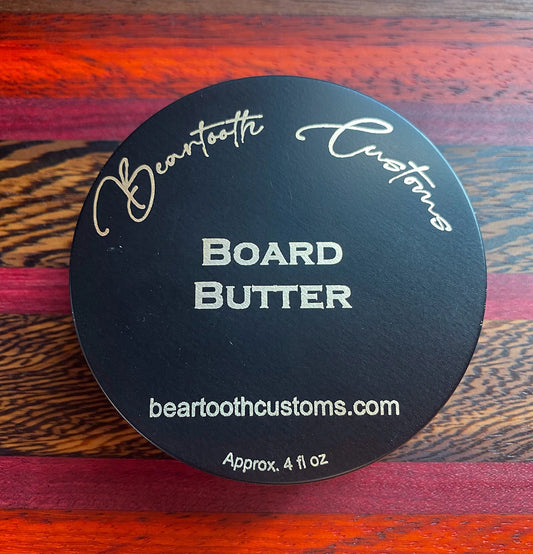 Beartooth Customs
BOARD
BUTTER
beartoothcustoms.com
Approx. 4 fl oz